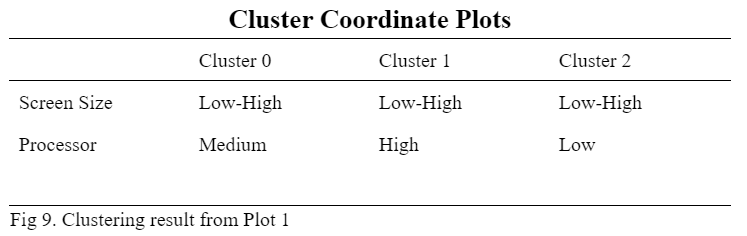 Cluster Coordinate Plots
Cluster 0 Cluster 1 Cluster 2
Screen Size Low-High Low-High Low-High
Processor Medium High Low
Fig 9. Clustering result from Plot 1